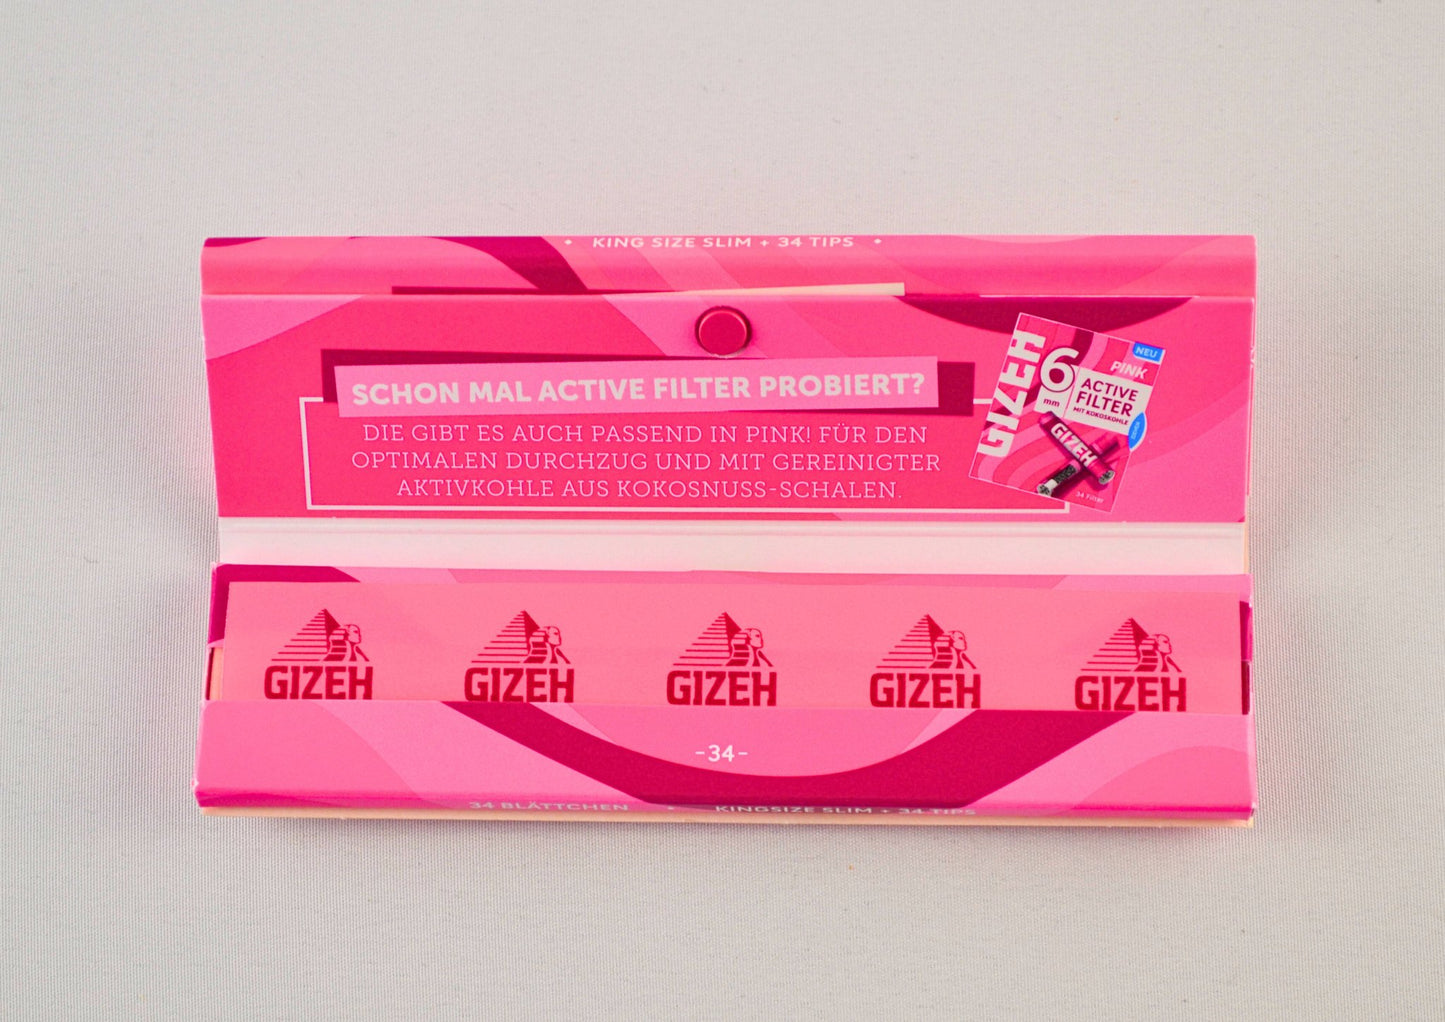 • KING SIZE SLIM + 34 TIPS •
SCHON MAL ACTIVE FILTER PROBIERT?
DIE GIBT ES AUCH PASSEND IN PINK! FÜR DEN
OPTIMALEN DURCHZUG UND MIT GEREINIGTER
AKTIVKOHLE AUS KOKOSNUSS-SCHALEN.
GIZEH
6
mm
NEU
PINK
ACTIVE
FILTER
MIT KOKOSKOHLE
GIZEH
34 Filter
GIZEH GIZEH GIZEH GIZEH GIZEH
-34-
34 BLÄTTCHEN • KINGSIZE SLIM + 34 TIPS